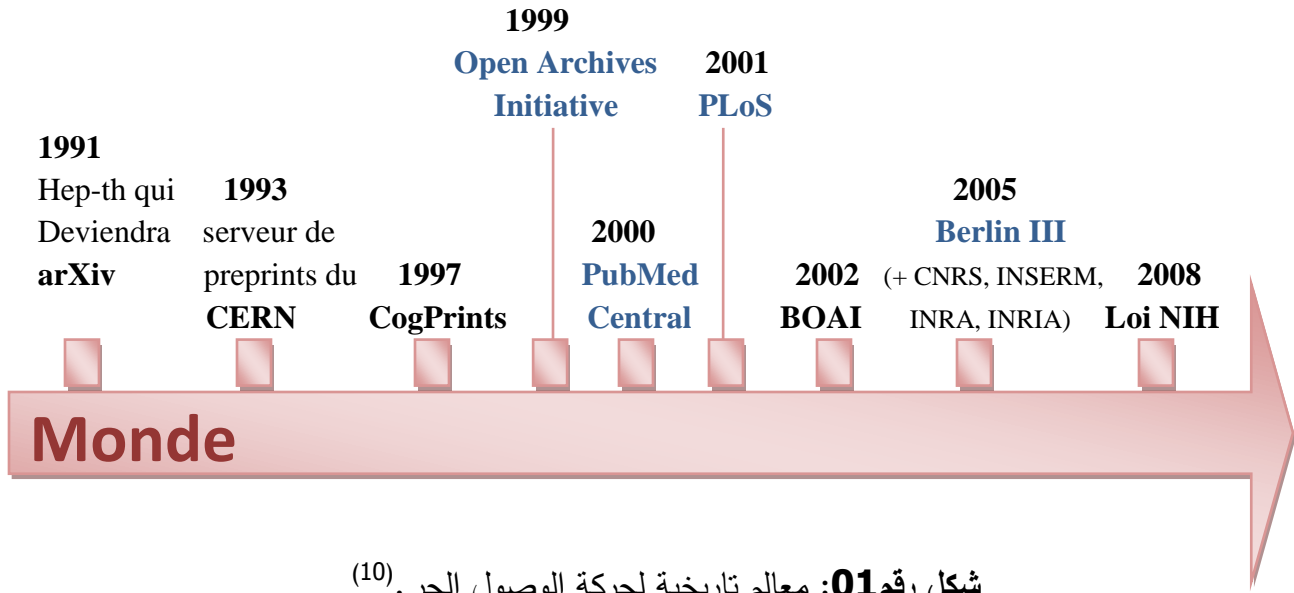 1991
Hep-th qui
Deviendra
arXiv
1993
serveur de
preprints du
CERN
1997
CogPrints
1999
Open Archives
Initiative
2000
PubMed
Central
2001
PLoS
2002
BOAI
2005
Berlin III
(+ CNRS, INSERM,
INRA, INRIA)
2008
Loi NIH
Monde
شكل رقم01: معالم تاريخية لحركة الوصول الحر.(10)